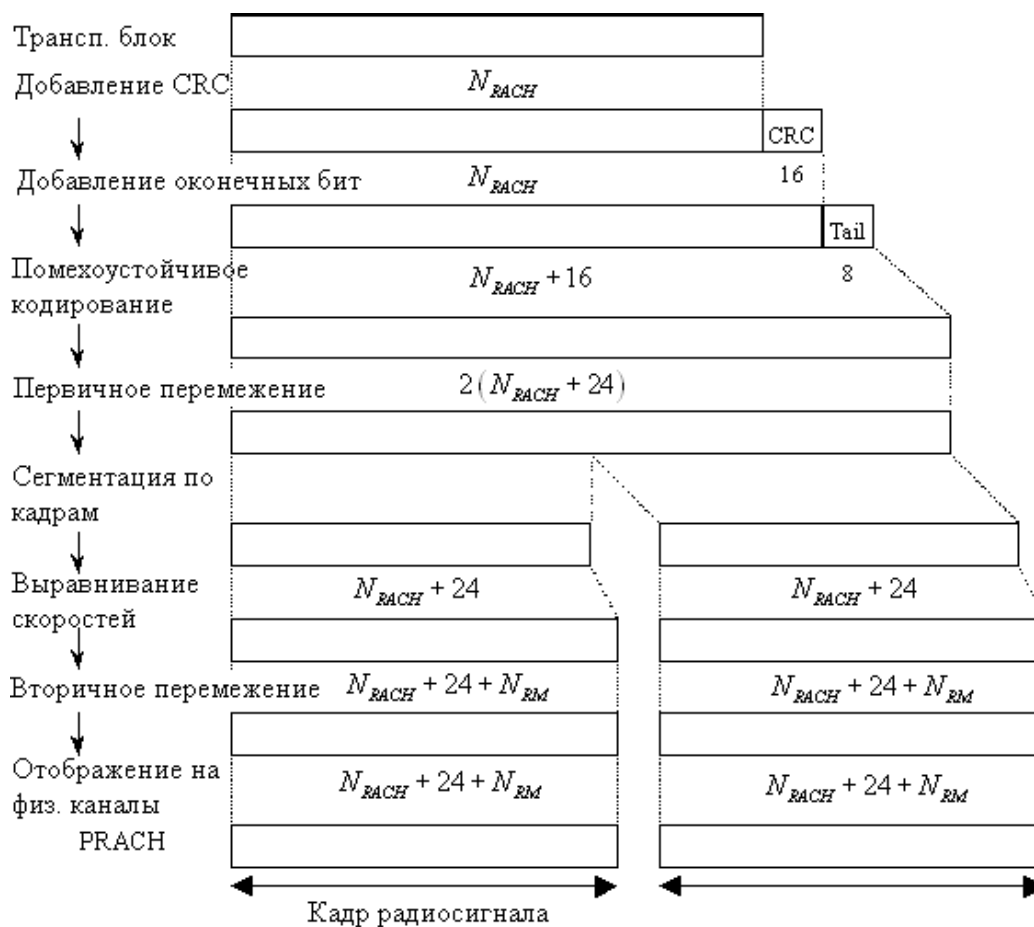 Трансп. блок
Добавление CRC
N_RACH
CRC
Добавление оконечных бит
N_RACH
16
Tail
Помехоустойчивое
кодирование
N_RACH + 16
8
Первичное перемежение
2(N_RACH + 24)
Сегментация по
кадрам
Выравнивание
скоростей
N_RACH + 24
N_RACH + 24
Вторичное перемежение
N_RACH + 24 + N_RM
N_RACH + 24 + N_RM
Отображение на
физ. каналы
N_RACH + 24 + N_RM
N_RACH + 24 + N_RM
PRACH
Кадр радиосигнала